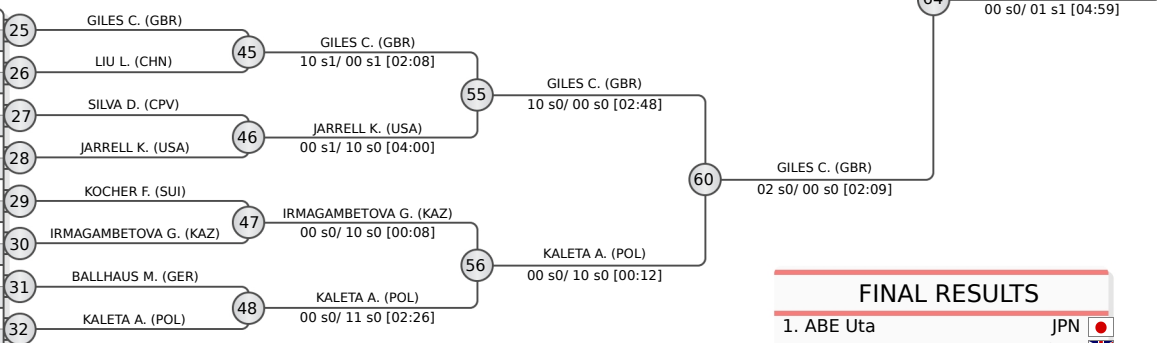 00 s0/ 01 s1 [04:59]
25
GILES C. (GBR)
26
LIU L. (CHN)
45
GILES C. (GBR)
10 s1/ 00 s1 [02:08]
27
SILVA D. (CPV)
28
JARRELL K. (USA)
46
JARRELL K. (USA)
00 s1/ 10 s0 [04:00]
55
GILES C. (GBR)
10 s0/ 00 s0 [02:48]
29
KOCHER F. (SUI)
30
IRMAGAMBETOVA G. (KAZ)
47
IRMAGAMBETOVA G. (KAZ)
00 s0/ 10 s0 [00:08]
31
BALLHAUS M. (GER)
32
KALETA A. (POL)
48
KALETA A. (POL)
00 s0/ 11 s0 [02:26]
56
KALETA A. (POL)
00 s0/ 10 s0 [00:12]
60
GILES C. (GBR)
02 s0/ 00 s0 [02:09]
FINAL RESULTS
1. ABE Uta JPN